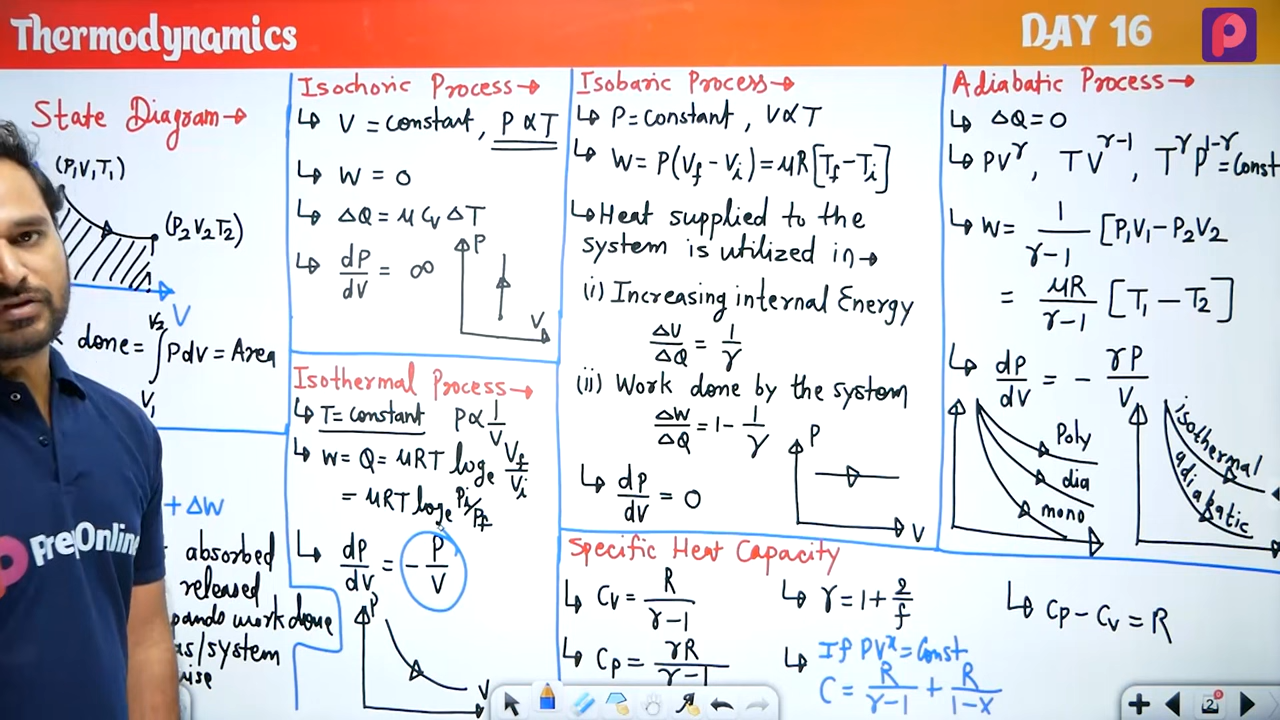 Thermodynamics
DAY 16
State Diagram→
(P₁V₁T₁)
(P₂V₂T₂)
V
done = ∫ Pdv = Area
V₂
V₁
+ ΔW
absorbed
released
work done
as/system
PrepOnline
Isochoric Process→
↳ V = constant, P ∝ T
↳ W = 0
↳ ΔQ = μ Cv ΔT
↳ dP/dV = ∞
P
V
Isothermal Process→
↳ T = constant P ∝ 1/V
↳ W = Q = μRT logₑ Vf/Vi
= μRT logₑ Pi/Pf
↳ dP/dV = - P/V
P
V
Isobaric Process→
↳ P = Constant, V ∝ T
↳ W = P(Vf - Vi) = μR[Tf - Ti]
↳ Heat supplied to the
system is utilized in→
(i) Increasing internal Energy
ΔU/ΔQ = 1/γ
(ii) Work done by the system
ΔW/ΔQ = 1 - 1/γ
↳ dP/dV = 0
P
V
Adiabatic Process→
↳ ΔQ = 0
↳ PV^γ, TV^γ-1, T^γ P^1-γ = Const
↳ W = 1/γ-1 [P₁V₁ - P₂V₂
= μR/γ-1 [T₁ - T₂]
↳ dP/dV = - γP/V
Poly
dia
mono
isothermal
adiabatic
Specific Heat Capacity
↳ Cv = R/γ-1
↳ γ = 1 + 2/f
↳ Cp - Cv = R
↳ Cp = γR/γ-1
↳ If PV^x = Const
C = R/γ-1 + R/1-x
2